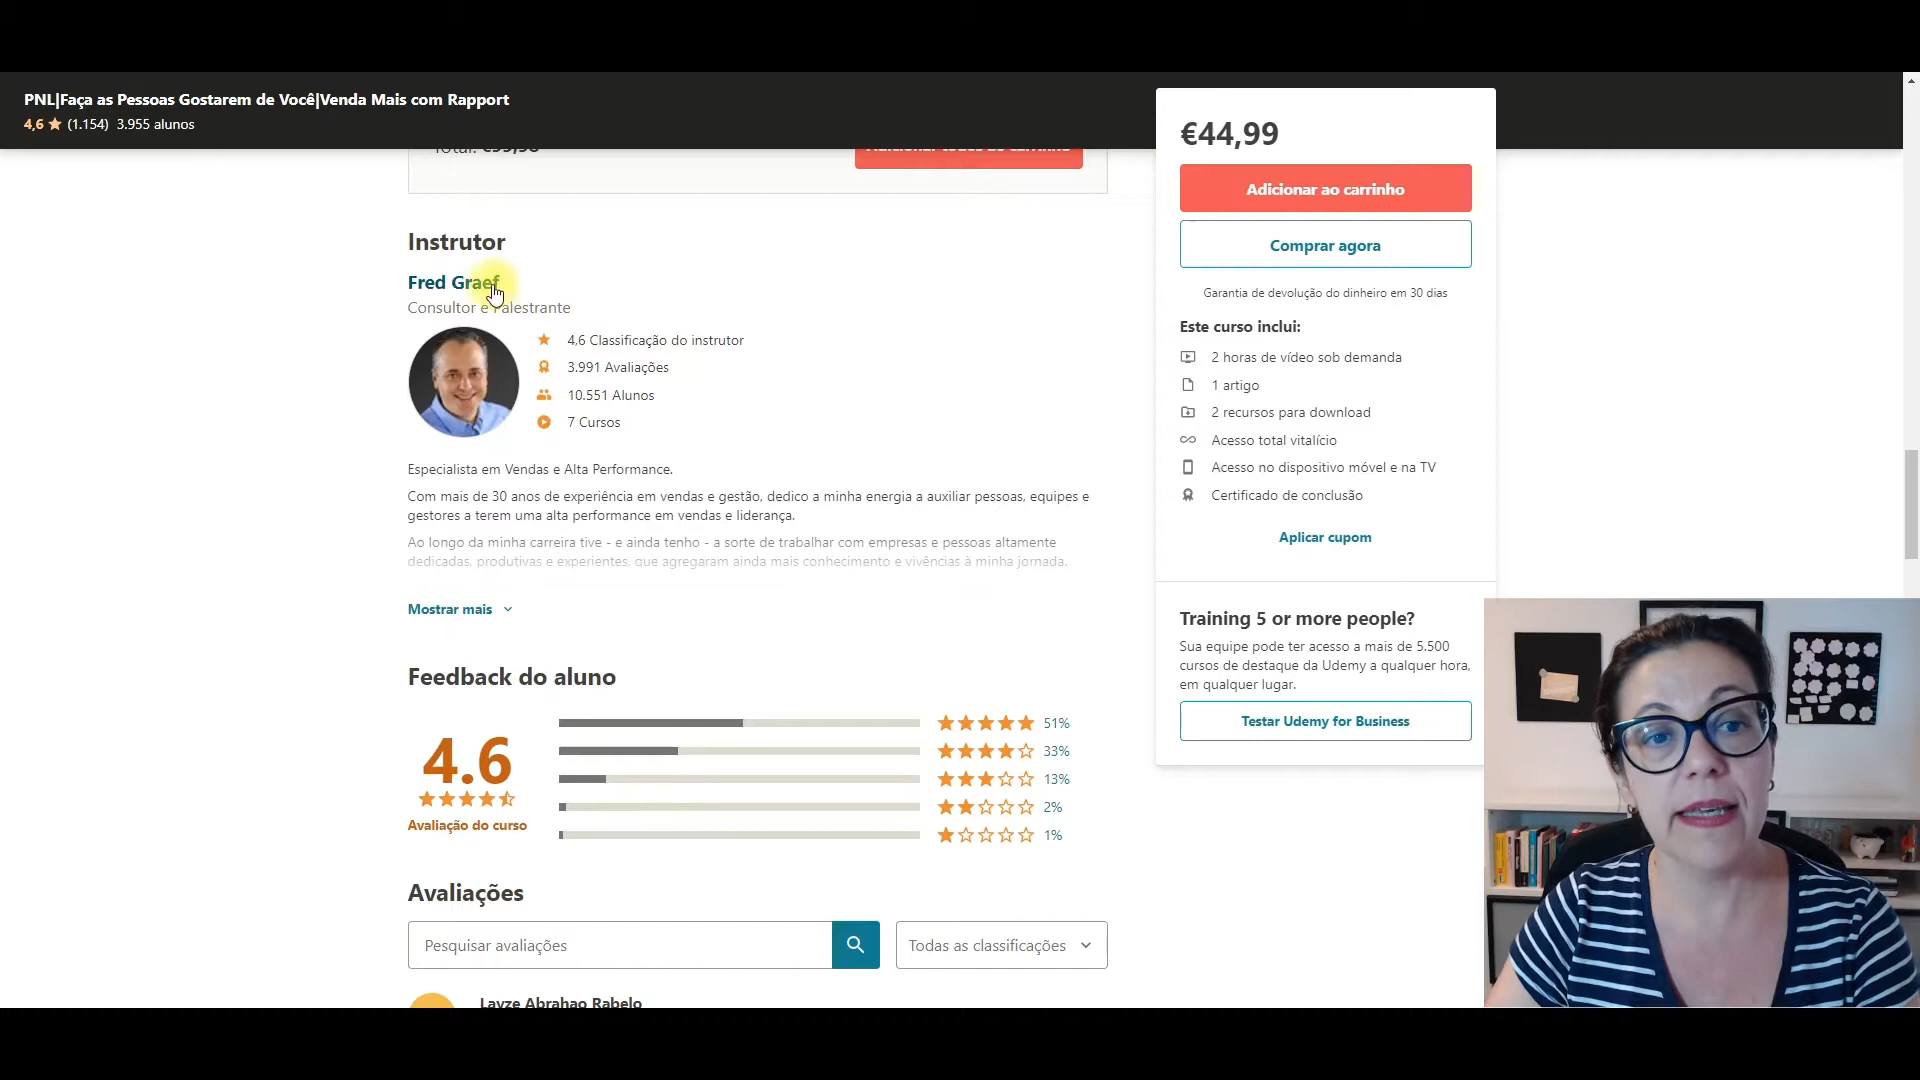 PNL|Faça as Pessoas Gostarem de Você|Venda Mais com Rapport
4,6 ★ (1.154) 3.955 alunos
€44,99
Adicionar ao carrinho
Comprar agora
Garantia de devolução do dinheiro em 30 dias
Este curso inclui:
2 horas de vídeo sob demanda
1 artigo
2 recursos para download
Acesso total vitalício
Acesso no dispositivo móvel e na TV
Certificado de conclusão
Aplicar cupom
Training 5 or more people?
Sua equipe pode ter acesso a mais de 5.500
cursos de destaque da Udemy a qualquer hora,
em qualquer lugar.
Testar Udemy for Business
Instrutor
Fred Graef
Consultor e Palestrante
4,6 Classificação do instrutor
3.991 Avaliações
10.551 Alunos
7 Cursos
Especialista em Vendas e Alta Performance.
Com mais de 30 anos de experiência em vendas e gestão, dedico a minha energia a auxiliar pessoas, equipes e
gestores a terem uma alta performance em vendas e liderança.
Ao longo da minha carreira tive - e ainda tenho - a sorte de trabalhar com empresas e pessoas altamente
dedicadas, produtivas e experientes, que agregaram ainda mais conhecimento e vivências à minha jornada.
Mostrar mais
Feedback do aluno
4.6
Avaliação do curso
51%
33%
13%
2%
1%
Avaliações
Pesquisar avaliações
Todas as classificações
Layze Abrahao Rabelo